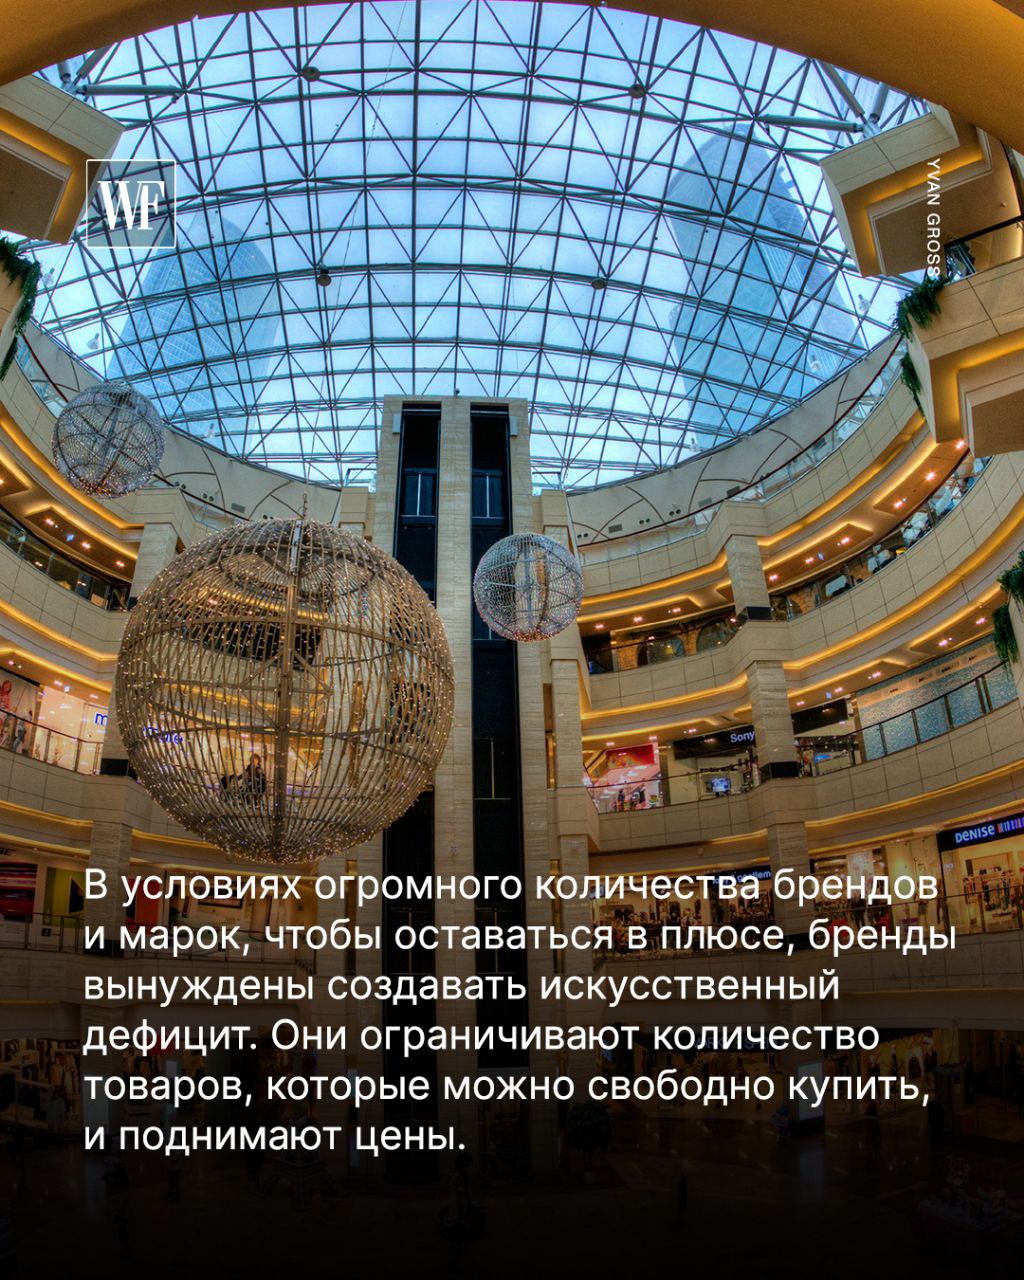 WF
YVAN GROSS
Sony
DENISE
В условиях огромного количества брендов
и марок, чтобы оставаться в плюсе, бренды
вынуждены создавать искусственный
дефицит. Они ограничивают количество
товаров, которые можно свободно купить,
и поднимают цены.